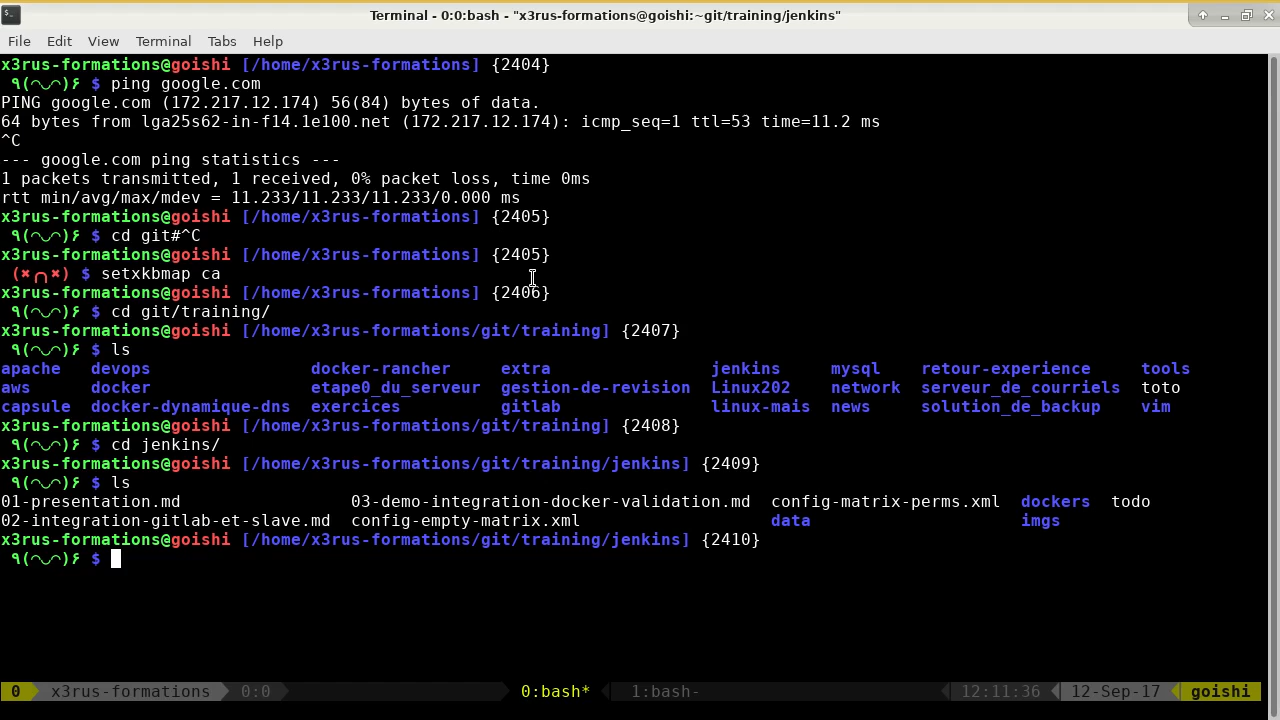 Terminal - 0:0:bash - "x3rus-formations@goishi:~git/training/jenkins"
File Edit View Terminal Tabs Help
x3rus-formations@goishi [/home/x3rus-formations] {2404}
٩(◠◡◠)۶ $ ping google.com
PING google.com (172.217.12.174) 56(84) bytes of data.
64 bytes from lga25s62-in-f14.1e100.net (172.217.12.174): icmp_seq=1 ttl=53 time=11.2 ms
^C
--- google.com ping statistics ---
1 packets transmitted, 1 received, 0% packet loss, time 0ms
rtt min/avg/max/mdev = 11.233/11.233/11.233/0.000 ms
x3rus-formations@goishi [/home/x3rus-formations] {2405}
٩(◠◡◠)۶ $ cd git#^C
x3rus-formations@goishi [/home/x3rus-formations] {2405}
(✖╭╮✖) $ setxkbmap ca
x3rus-formations@goishi [/home/x3rus-formations] {2406}
٩(◠◡◠)۶ $ cd git/training/
x3rus-formations@goishi [/home/x3rus-formations/git/training] {2407}
٩(◠◡◠)۶ $ ls
apache devops docker-rancher extra jenkins mysql retour-experience tools
aws docker etape0_du_serveur gestion-de-revision Linux202 network serveur_de_courriels toto
capsule docker-dynamique-dns exercices gitlab linux-mais news solution_de_backup vim
x3rus-formations@goishi [/home/x3rus-formations/git/training] {2408}
٩(◠◡◠)۶ $ cd jenkins/
x3rus-formations@goishi [/home/x3rus-formations/git/training/jenkins] {2409}
٩(◠◡◠)۶ $ ls
01-presentation.md 03-demo-integration-docker-validation.md config-matrix-perms.xml dockers todo
02-integration-gitlab-et-slave.md config-empty-matrix.xml data imgs
x3rus-formations@goishi [/home/x3rus-formations/git/training/jenkins] {2410}
٩(◠◡◠)۶ $
0 x3rus-formations 0:0 0:bash* 1:bash- 12:11:36 12-Sep-17 goishi